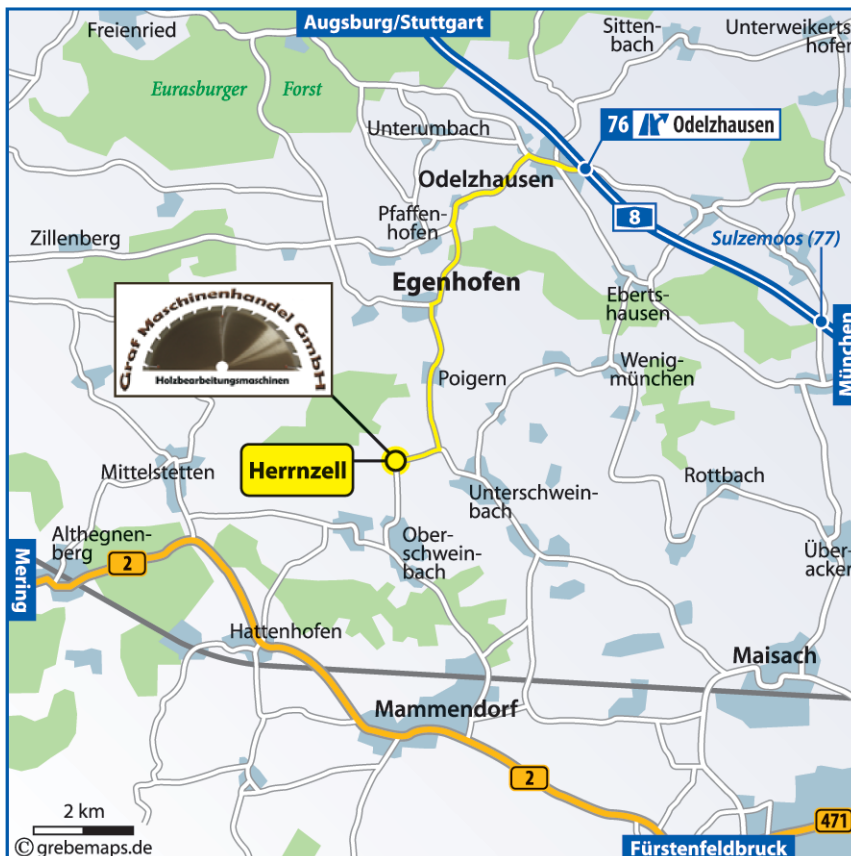 Augsburg/Stuttgart
Freienried
Sitten-
bach
Unterweikerts
hofen
Eurasburger Forst
Unterumbach
76 Odelzhausen
Odelzhausen
8
Pfaffen-
hofen
Zillenberg
Sulzemoos (77)
Egenhofen
Eberts-
hausen
Graf Maschinenhandel GmbH
Holzbearbeitungsmaschinen
München
Wenig-
münchen
Poigern
Mittelstetten
Herrnzell
Rottbach
Unterschwein-
bach
Althegnen-
berg
Ober-
schwein-
bach
Über-
acker
Mering
2
Hattenhofen
Maisach
Mammendorf
2
2 km
471
© grebemaps.de
Fürstenfeldbruck